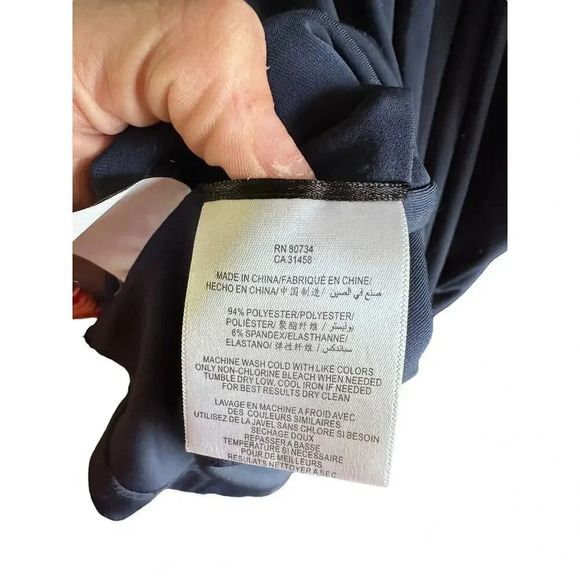 RN 80734
CA 31458
MADE IN CHINA/FABRIQUÉ EN CHINE/
HECHO EN CHINA/中国制造/ صنع في الصين
94% POLYESTER/POLYESTER/
POLIÉSTER/聚酯纤维/ بوليستر
6% SPANDEX/ELASTHANNE/
ELASTANO/弹性纤维/ سباندكس
MACHINE WASH COLD WITH LIKE COLORS
ONLY NON-CHLORINE BLEACH WHEN NEEDED
TUMBLE DRY LOW, COOL IRON IF NEEDED
FOR BEST RESULTS DRY CLEAN
LAVAGE EN MACHINE A FROID AVEC
DES COULEURS SIMILAIRES
UTILISEZ DE LA JAVEL SANS CHLORE SI BESOIN
SECHAGE DOUX
REPASSER A BASSE
TEMPERATURE SI NECESSAIRE
POUR DE MEILLEURS
RESULATS NETTOYER A SEC